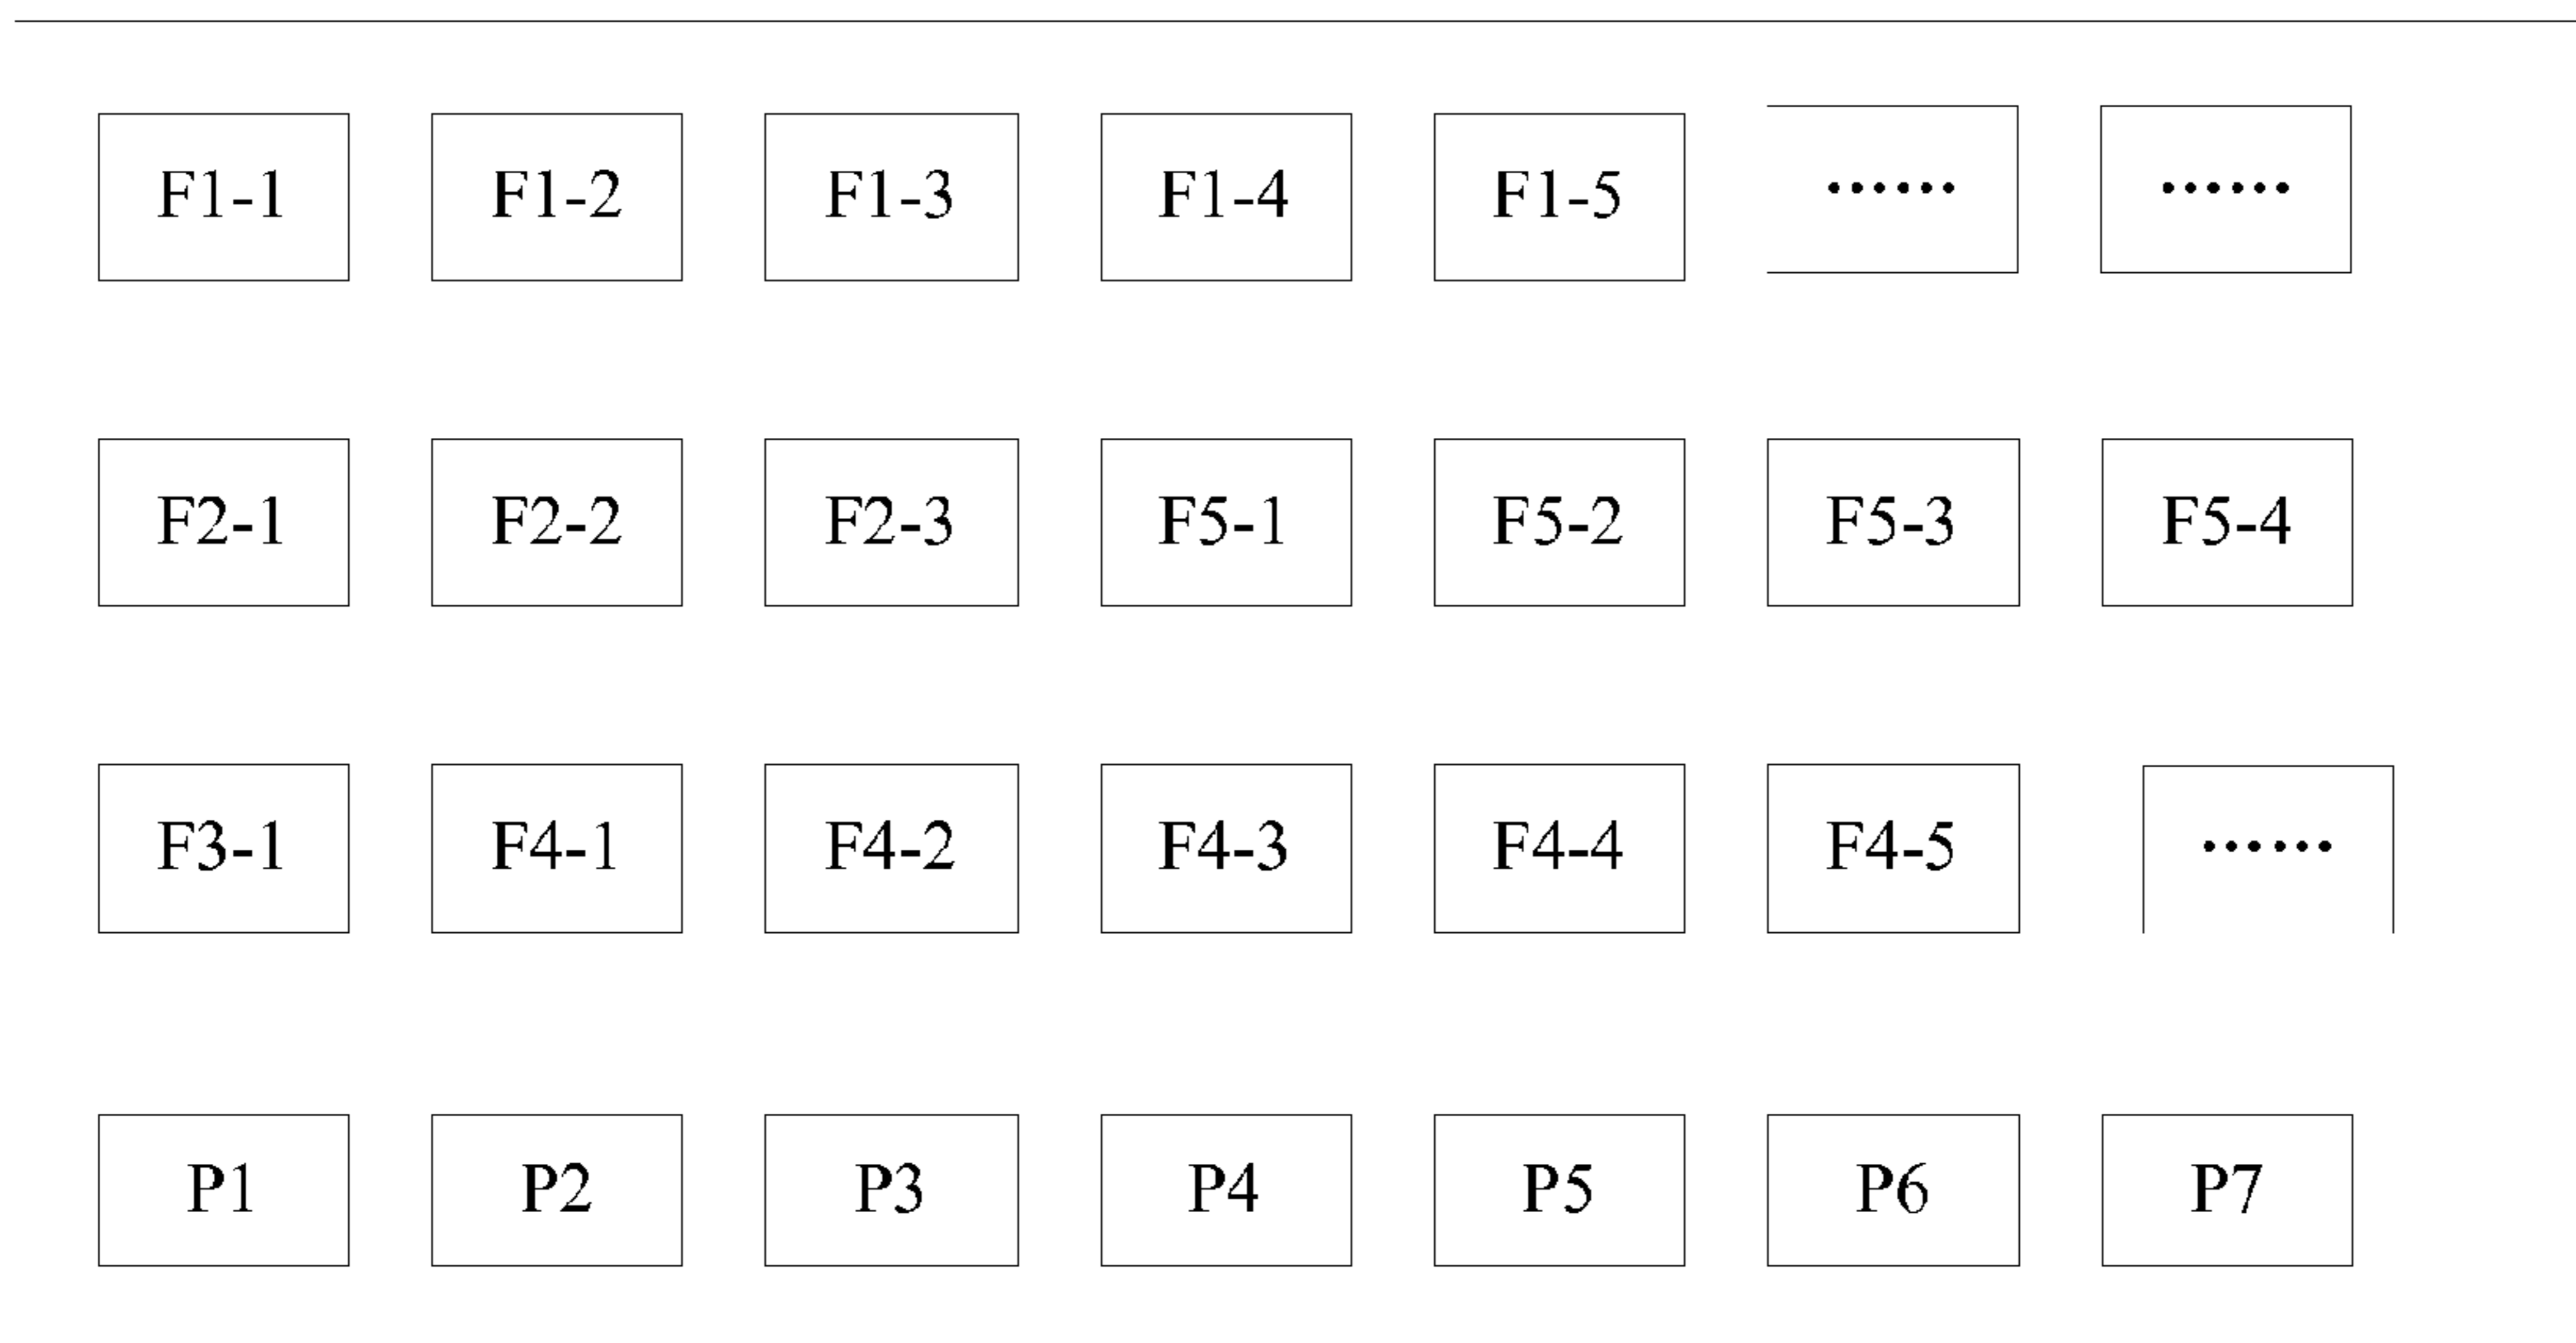 F1-1 F1-2 F1-3 F1-4 F1-5 ...... ......
F2-1 F2-2 F2-3 F5-1 F5-2 F5-3 F5-4
F3-1 F4-1 F4-2 F4-3 F4-4 F4-5 ......
P1 P2 P3 P4 P5 P6 P7